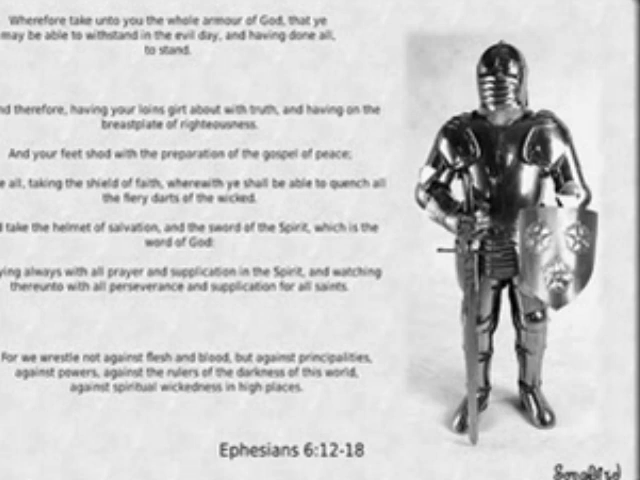 Wherefore take unto you the whole armour of God, that ye
may be able to withstand in the evil day, and having done all,
to stand.
nd therefore, having your loins girt about with truth, and having on the
breastplate of righteousness.
And your feet shod with the preparation of the gospel of peace;
e all, taking the shield of faith, wherewith ye shall be able to quench all
the fiery darts of the wicked.
d take the helmet of salvation, and the sword of the Spirit, which is the
word of God:
ying always with all prayer and supplication in the Spirit, and watching
thereunto with all perseverance and supplication for all saints.
For we wrestle not against flesh and blood, but against principalities,
against powers, against the rulers of the darkness of this world,
against spiritual wickedness in high places.
Ephesians 6:12-18
SongBird